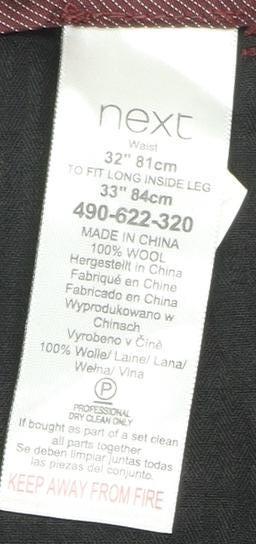 next
Waist
32" 81cm
TO FIT LONG INSIDE LEG
33" 84cm
490-622-320
MADE IN CHINA
100% WOOL
Hergestellt in China
Fabriqué en Chine
Fabricado en China
Wyprodukowano w
Chinach
Vyrobeno v Číně
100% Wolle/ Laine/ Lana/
Wełna/ Vlna
P
PROFESSIONAL
DRY CLEAN ONLY
If bought as part of a set clean
all parts together
Se deben limpiar juntas todas
las piezas del conjunto.
KEEP AWAY FROM FIRE